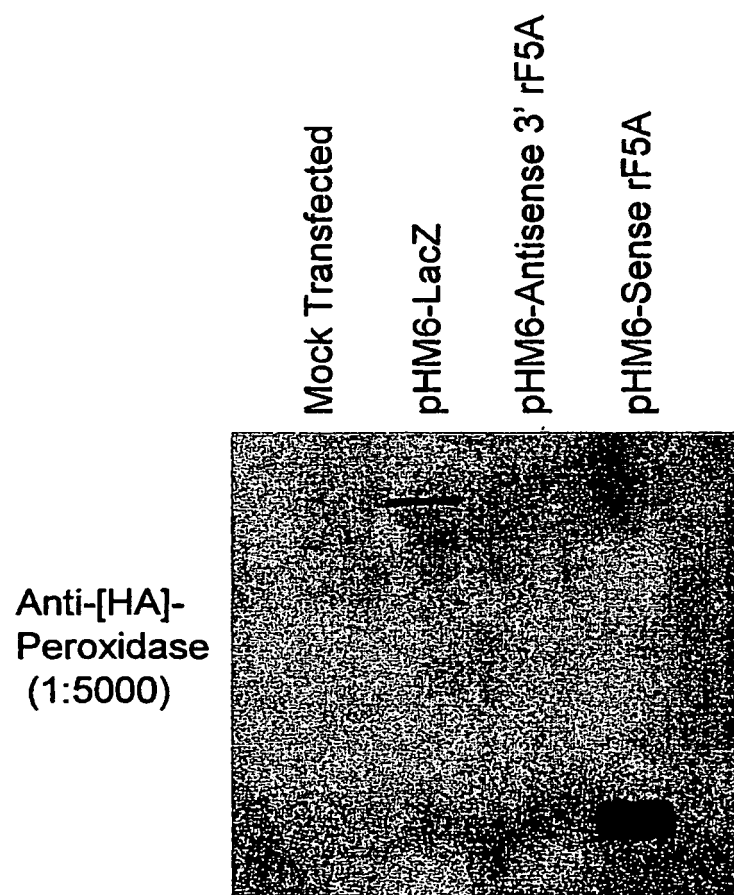 Mock Transfected
pHM6-LacZ
pHM6-Antisense 3' rF5A
pHM6-Sense rF5A
Anti-[HA]-
Peroxidase
(1:5000)